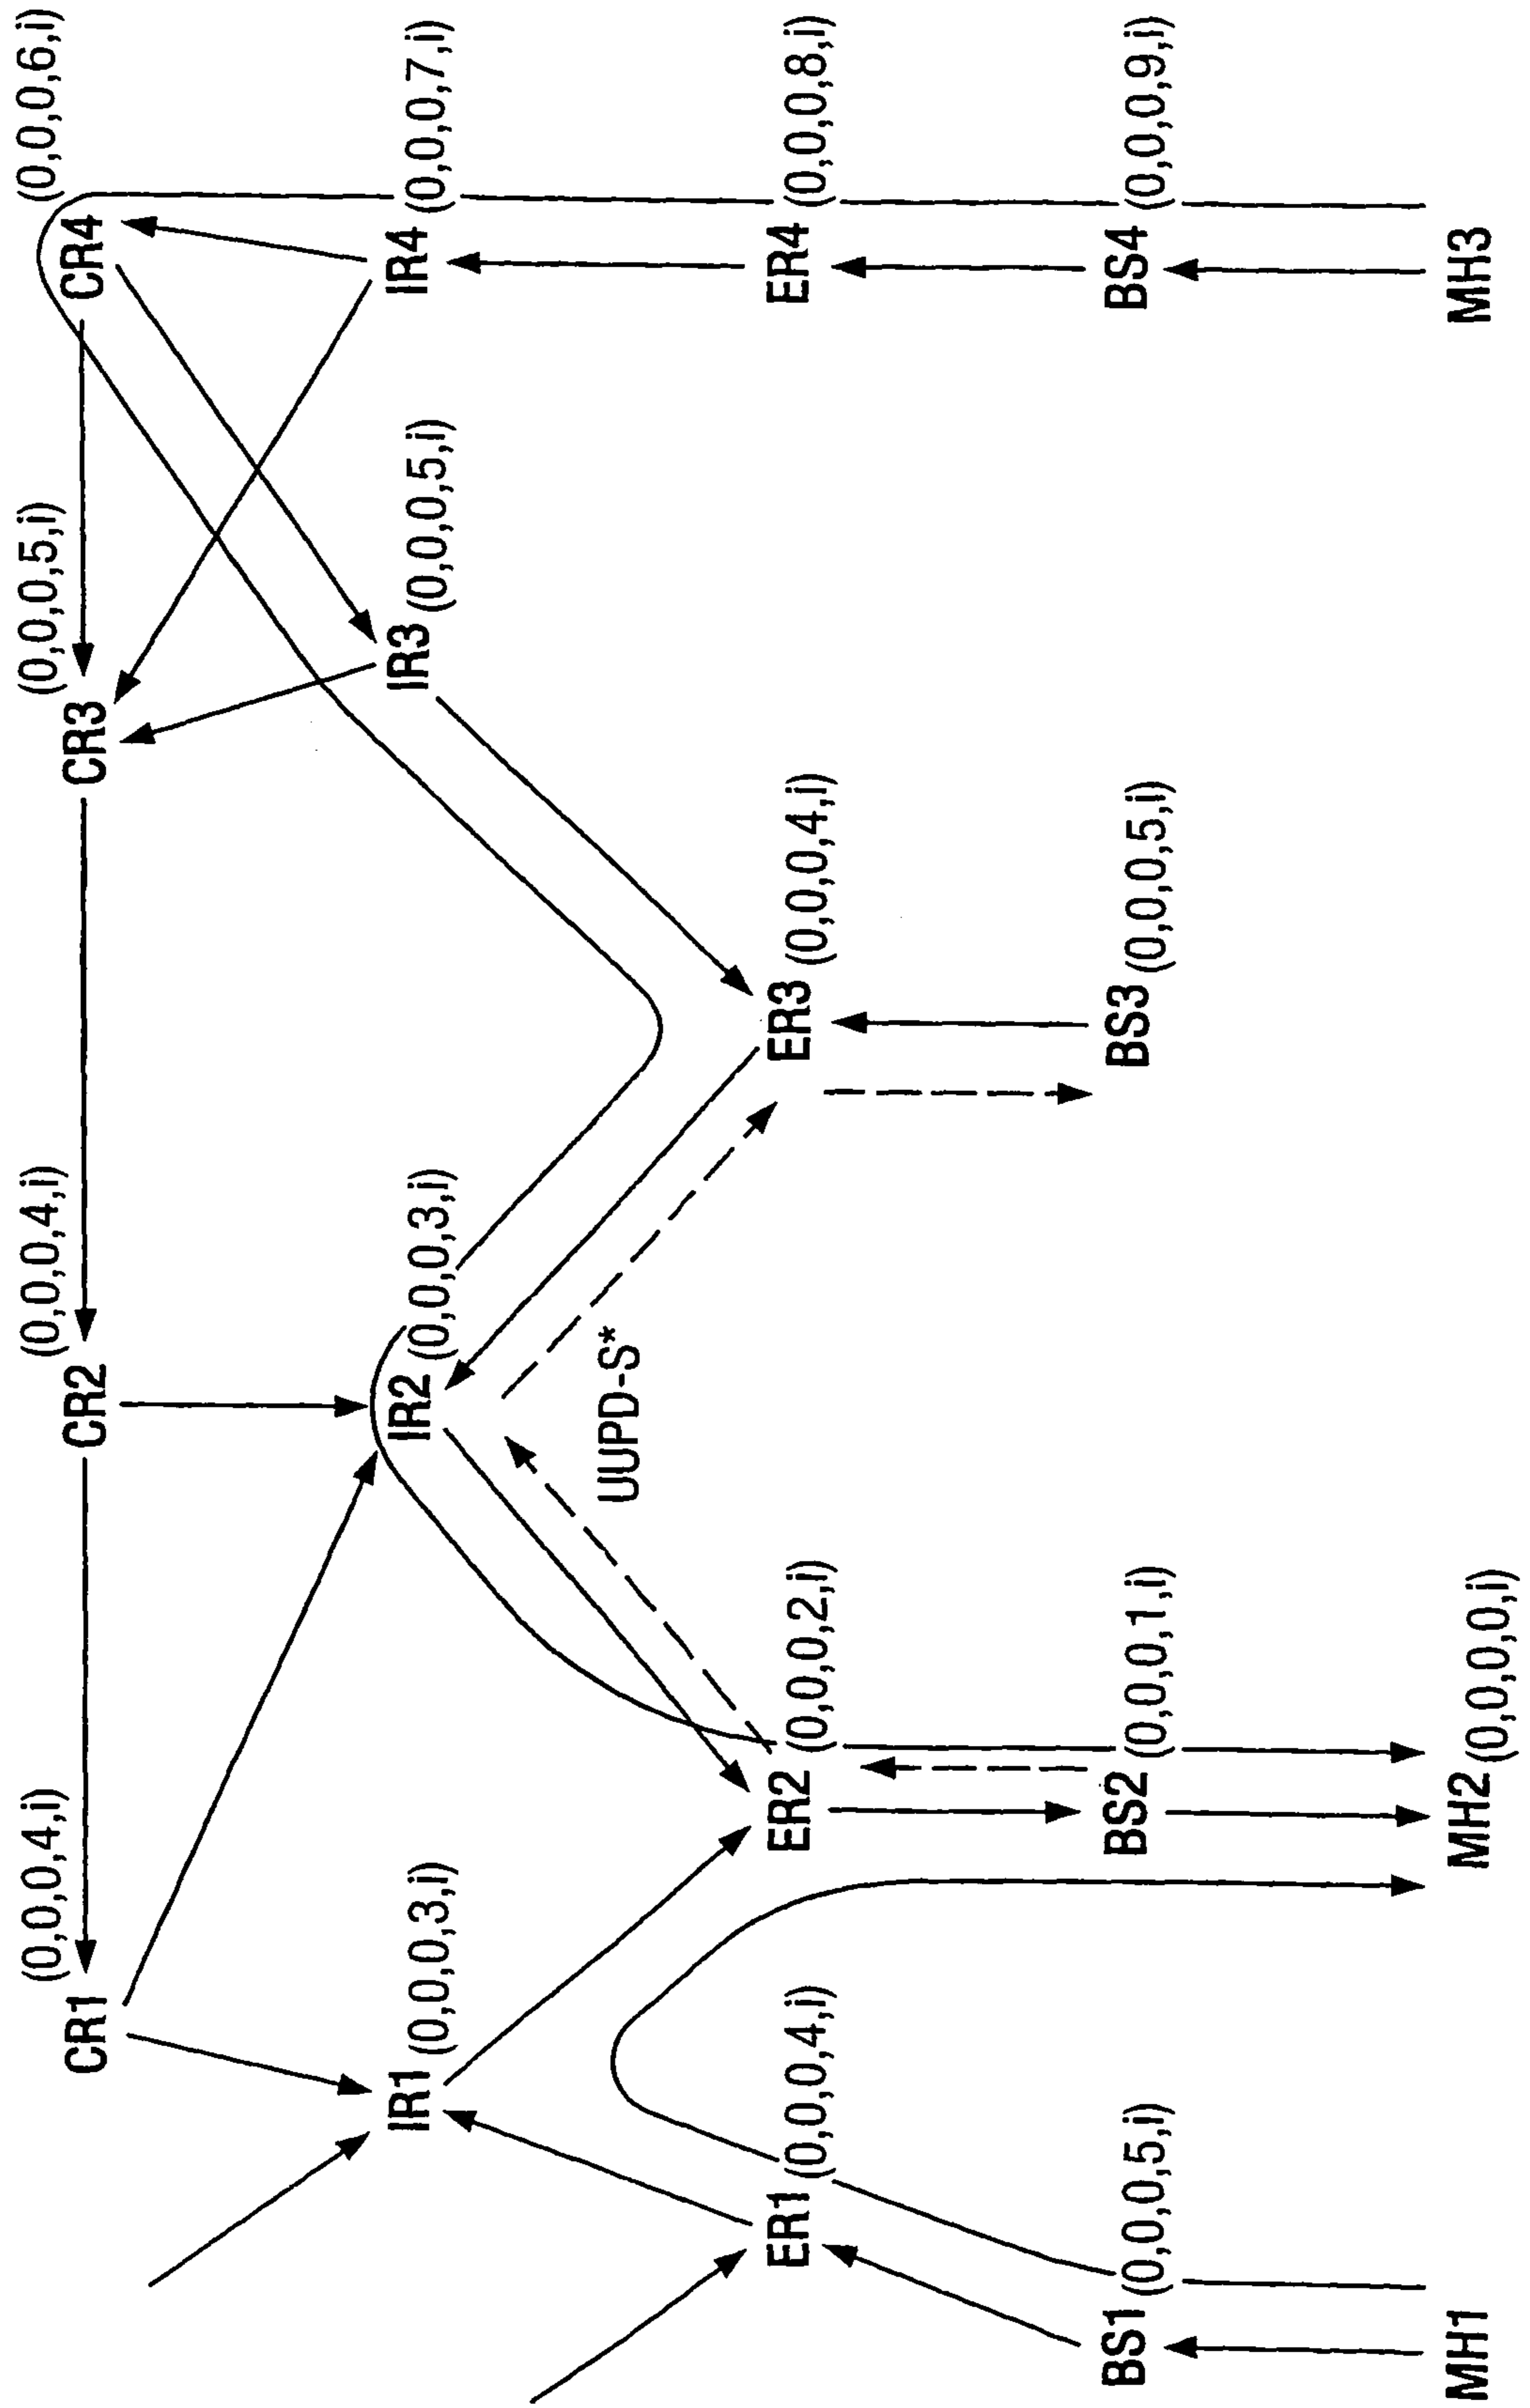 CR1 (0,0,0,4,i)
CR2 (0,0,0,4,i)
CR3 (0,0,0,5,i)
CR4 (0,0,0,6,i)
IR1 (0,0,0,3,i)
IR2 (0,0,0,3,i)
IR3 (0,0,0,5,i)
IR4 (0,0,0,7,i)
UUPD-S*
ER1 (0,0,0,4,i)
ER2 (0,0,0,2,i)
ER3 (0,0,0,4,i)
ER4 (0,0,0,8,i)
BS1 (0,0,0,5,i)
BS2 (0,0,0,1,i)
BS3 (0,0,0,5,i)
BS4 (0,0,0,9,i)
MH1
MH2 (0,0,0,0,i)
MH3